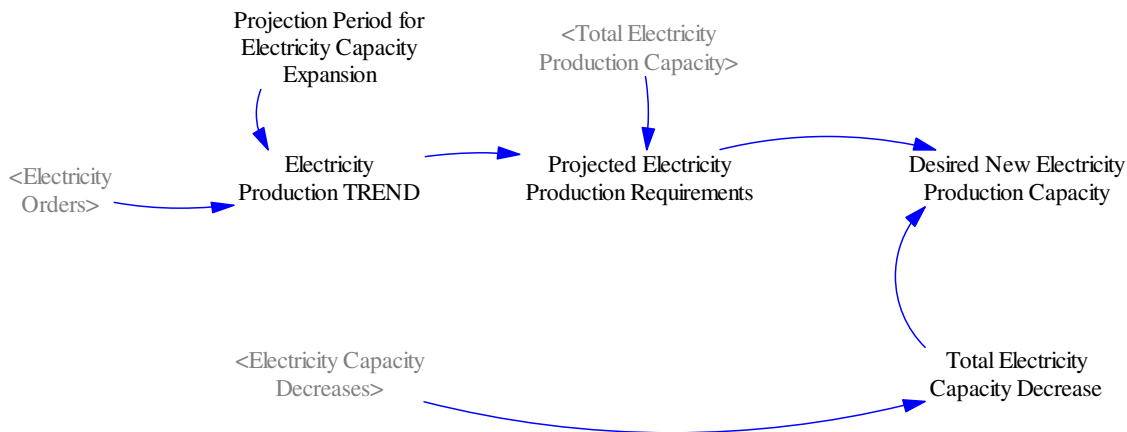 Projection Period for
Electricity Capacity
Expansion
<Total Electricity
Production Capacity>
<Electricity
Orders>
Electricity
Production TREND
Projected Electricity
Production Requirements
Desired New Electricity
Production Capacity
<Electricity Capacity
Decreases>
Total Electricity
Capacity Decrease